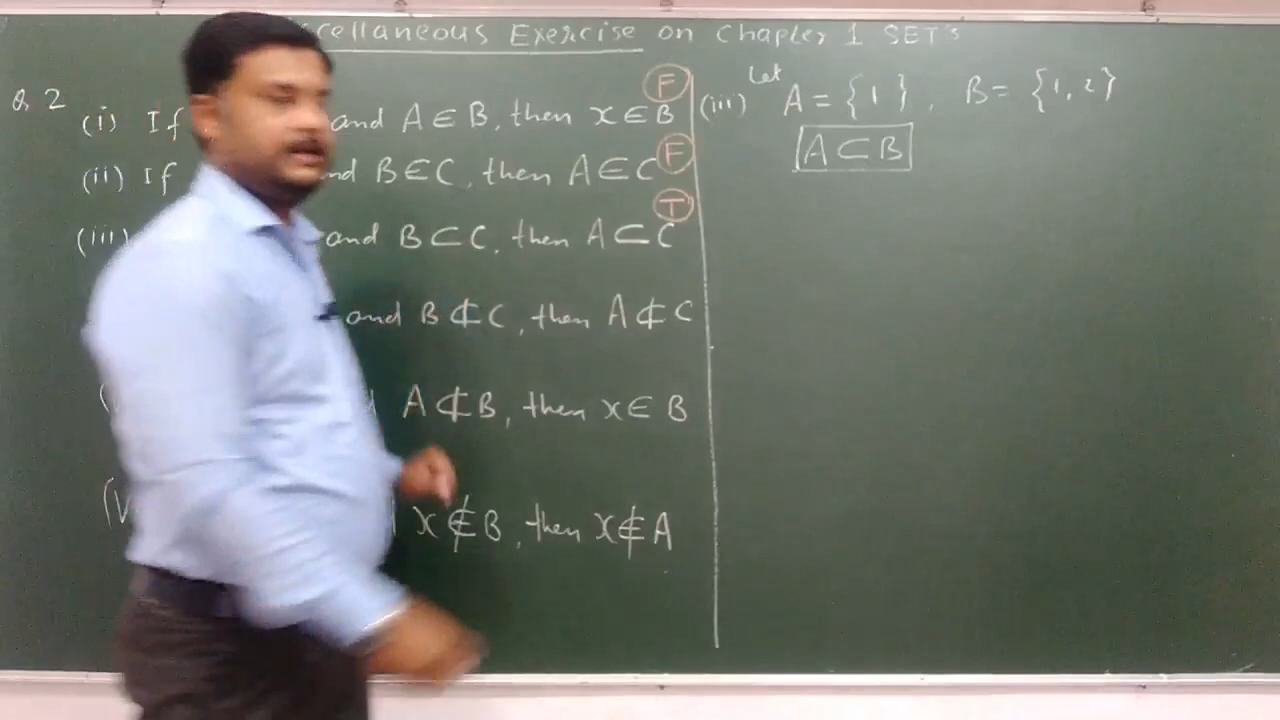 cellaneous Exercise on Chapter 1 SET's
Q. 2
(i) If and A ∈ B, then x ∈ B F
(ii) If nd B ∈ C, then A ∈ C F
(iii) and B ⊂ C, then A ⊂ C T
and B ⊄ C, then A ⊄ C
A ⊄ B, then x ∈ B
x ∉ B, then x ∉ A
(iii) Let A = {1}, B = {1, 2}
A ⊂ B